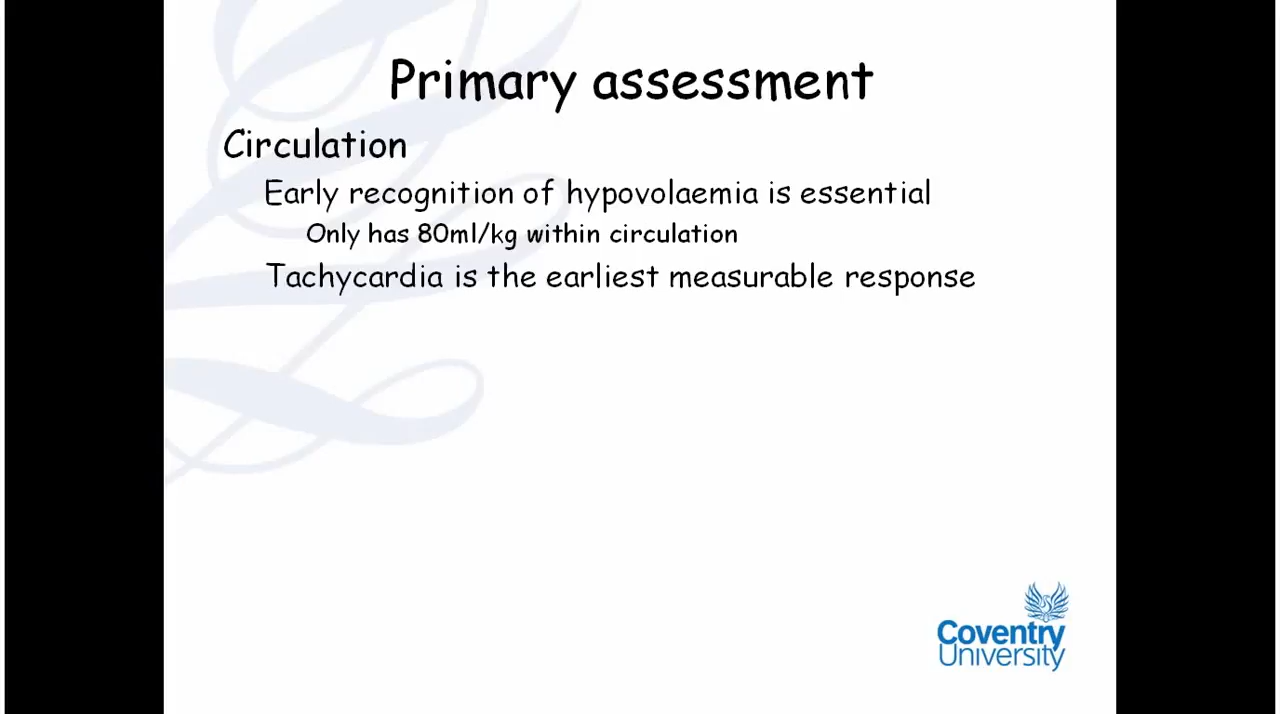 Primary assessment
Circulation
Early recognition of hypovolaemia is essential
Only has 80ml/kg within circulation
Tachycardia is the earliest measurable response
Coventry
University